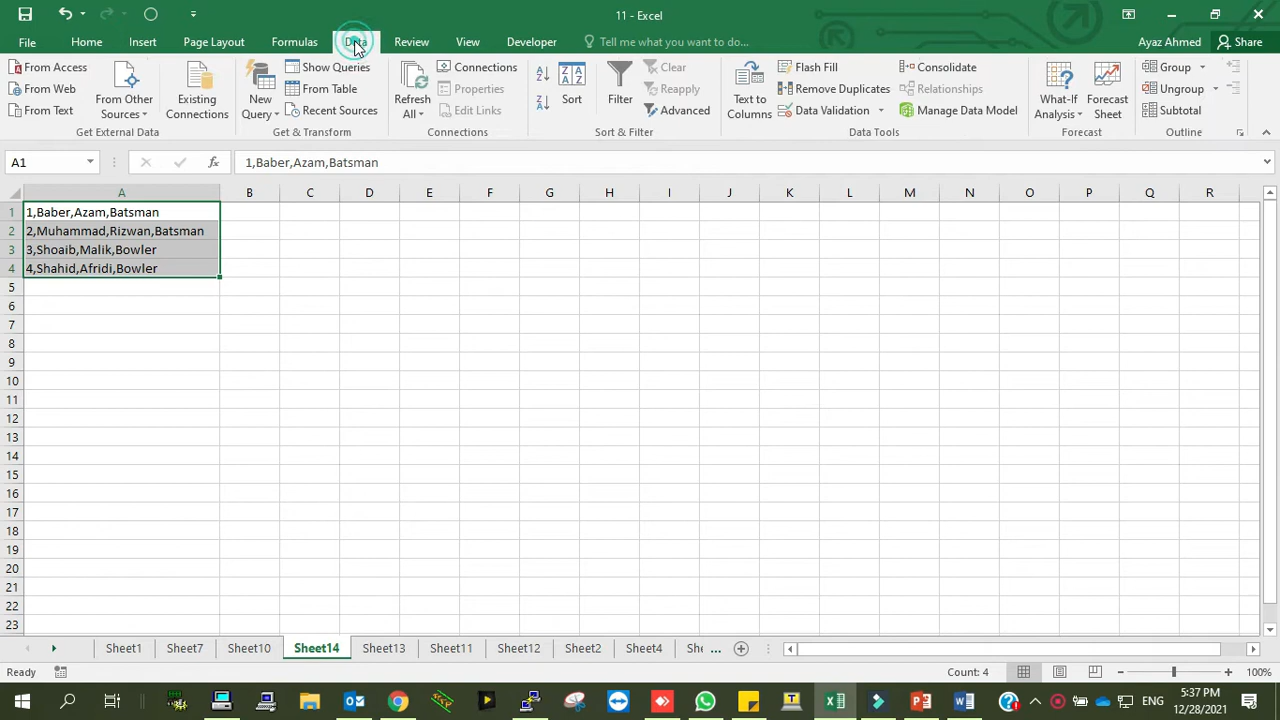 11 - Excel
File Home Insert Page Layout Formulas Data Review View Developer Tell me what you want to do... Ayaz Ahmed Share
From Access
From Web
From Text
From Other Sources
Existing Connections
Get External Data
New Query
Show Queries
From Table
Recent Sources
Get & Transform
Refresh All
Connections
Properties
Edit Links
Connections
Sort
Filter
Clear
Reapply
Advanced
Sort & Filter
Text to Columns
Flash Fill
Remove Duplicates
Data Validation
Consolidate
Relationships
Manage Data Model
Data Tools
What-If Analysis
Forecast Sheet
Forecast
Group
Ungroup
Subtotal
Outline
A1 fx 1,Baber,Azam,Batsman
A B C D E F G H I J K L M N O P Q R
1 1,Baber,Azam,Batsman
2 2,Muhammad,Rizwan,Batsman
3 3,Shoaib,Malik,Bowler
4 4,Shahid,Afridi,Bowler
5
6
7
8
9
10
11
12
13
14
15
16
17
18
19
20
21
22
23
Sheet1 Sheet7 Sheet10 Sheet14 Sheet13 Sheet11 Sheet12 Sheet2 Sheet4 She ...
Ready Count: 4 100%
ENG 5:37 PM
12/28/2021